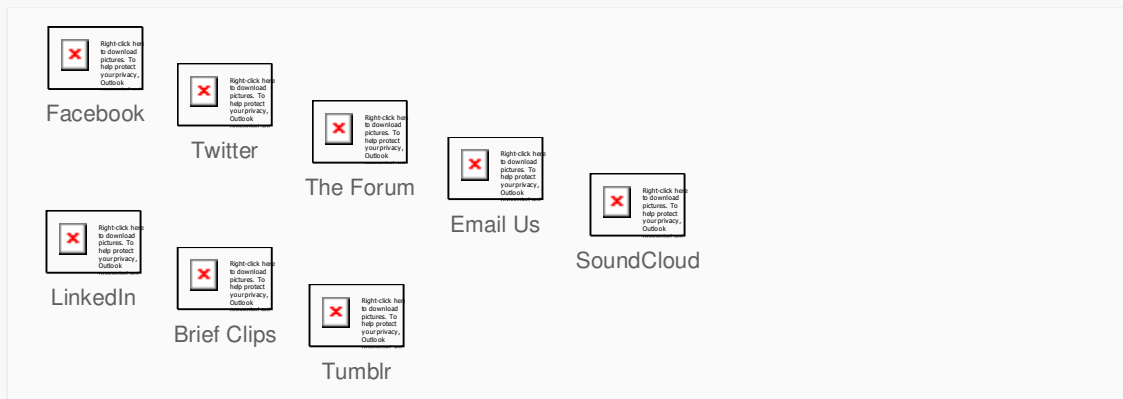 Right-click here
to download
pictures. To
help protect
your privacy,
Outlook
Facebook
Right-click here
to download
pictures. To
help protect
your privacy,
Outlook
Twitter
Right-click here
to download
pictures. To
help protect
your privacy,
Outlook
The Forum
Right-click here
to download
pictures. To
help protect
your privacy,
Outlook
Email Us
Right-click here
to download
pictures. To
help protect
your privacy,
Outlook
SoundCloud
Right-click here
to download
pictures. To
help protect
your privacy,
Outlook
LinkedIn
Right-click here
to download
pictures. To
help protect
your privacy,
Outlook
Brief Clips
Right-click here
to download
pictures. To
help protect
your privacy,
Outlook
Tumblr